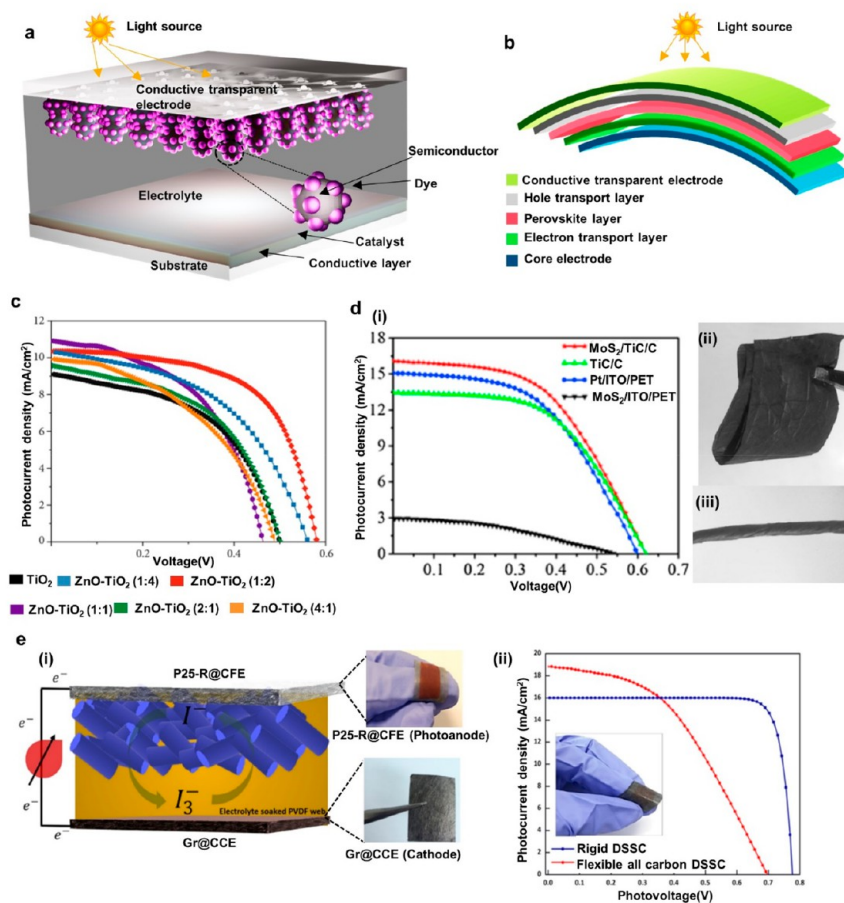 a
Light source
Conductive transparent
electrode
Semiconductor
Dye
Electrolyte
Catalyst
Substrate
Conductive layer
b
Light source
Conductive transparent electrode
Hole transport layer
Perovskite layer
Electron transport layer
Core electrode
c
Photocurrent density (mA/cm²)
12
10
8
6
4
2
0
0.2
0.4
0.6
Voltage(V)
TiO₂
ZnO-TiO₂ (1:4)
ZnO-TiO₂ (1:2)
ZnO-TiO₂ (1:1)
ZnO-TiO₂ (2:1)
ZnO-TiO₂ (4:1)
d
(i)
Photocurrent density (mA/cm²)
18
15
12
9
6
3
0
0.1
0.2
0.3
0.4
0.5
0.6
0.7
Voltage(V)
MoS₂/TiC/C
TiC/C
Pt/ITO/PET
MoS₂/ITO/PET
(ii)
(iii)
e
(i)
e⁻
P25-R@CFE
e⁻
I⁻
I₃⁻
e⁻
Electrolyte soaked PVDF web
e⁻
Gr@CCE
P25-R@CFE (Photoanode)
Gr@CCE (Cathode)
(ii)
Photocurrent density (mA/cm²)
20
18
16
14
12
10
8
6
4
2
0
0.0
0.1
0.2
0.3
0.4
0.5
0.6
0.7
0.8
Photovoltage(V)
Rigid DSSC
Flexible all carbon DSSC